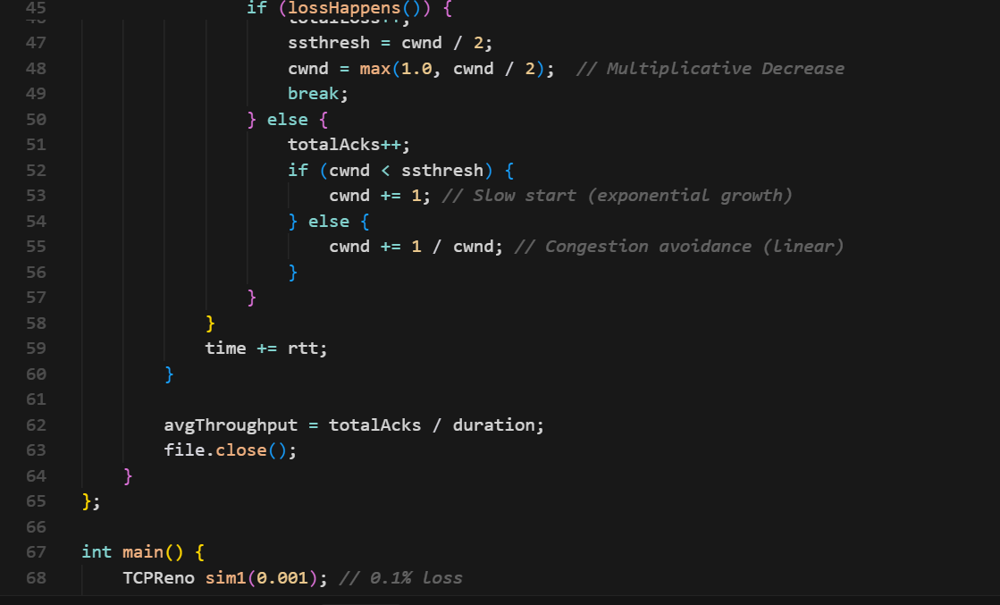 45 if (lossHappens()) {
46 totalLoss++;
47 ssthresh = cwnd / 2;
48 cwnd = max(1.0, cwnd / 2); // Multiplicative Decrease
49 break;
50 } else {
51 totalAcks++;
52 if (cwnd < ssthresh) {
53 cwnd += 1; // Slow start (exponential growth)
54 } else {
55 cwnd += 1 / cwnd; // Congestion avoidance (linear)
56 }
57 }
58 }
59 time += rtt;
60 }
61
62 avgThroughput = totalAcks / duration;
63 file.close();
64 }
65 };
66
67 int main() {
68 TCPReno sim1(0.001); // 0.1% loss